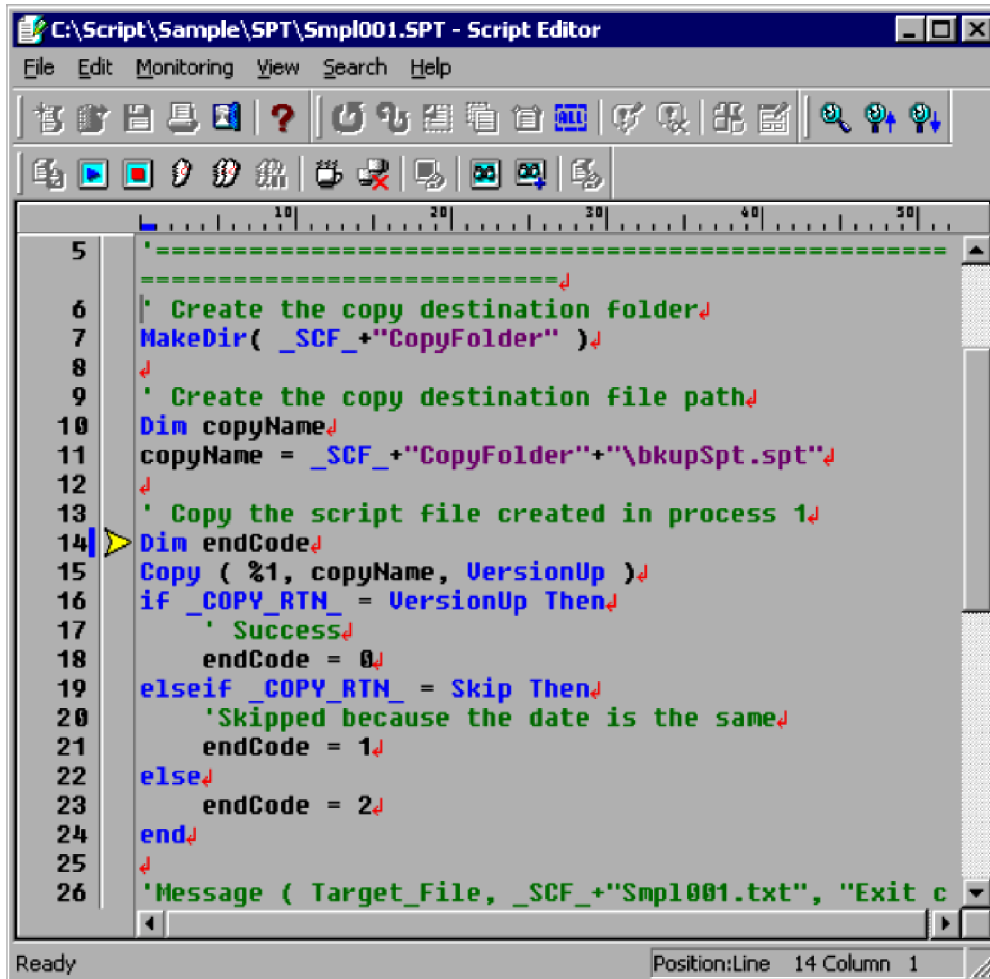 C:\Script\Sample\SPT\Smpl001.SPT - Script Editor
File Edit Monitoring View Search Help
ALL
10 20 30 40 50
5 '===================================================
===========================
6 ' Create the copy destination folder
7 MakeDir( _SCF_+"CopyFolder" )
8
9 ' Create the copy destination file path
10 Dim copyName
11 copyName = _SCF_+"CopyFolder"+"\bkupSpt.spt"
12
13 ' Copy the script file created in process 1
14 Dim endCode
15 Copy ( %1, copyName, VersionUp )
16 if _COPY_RTN_ = VersionUp Then
17 ' Success
18 endCode = 0
19 elseif _COPY_RTN_ = Skip Then
20 'Skipped because the date is the same
21 endCode = 1
22 else
23 endCode = 2
24 end
25
26 'Message ( Target_File, _SCF_+"Smpl001.txt", "Exit c
Ready Position:Line 14 Column 1